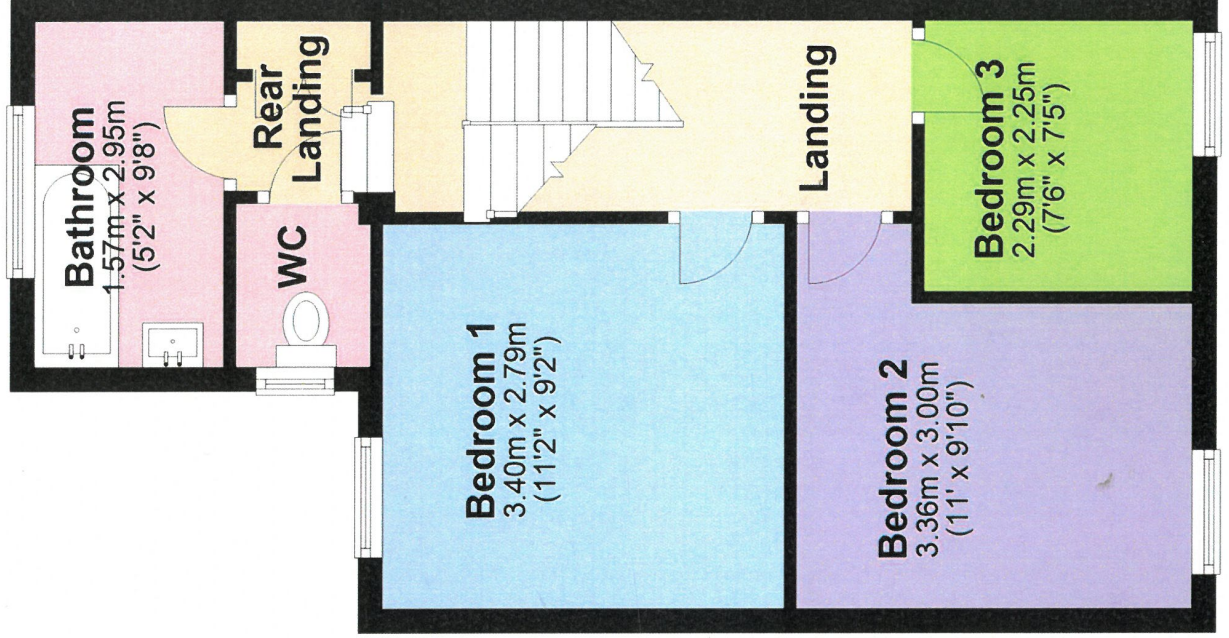 Bathroom
1.57m x 2.95m
(5'2" x 9'8")
Rear
Landing
WC
Landing
Bedroom 1
3.40m x 2.79m
(11'2" x 9'2")
Bedroom 2
3.36m x 3.00m
(11' x 9'10")
Bedroom 3
2.29m x 2.25m
(7'6" x 7'5")